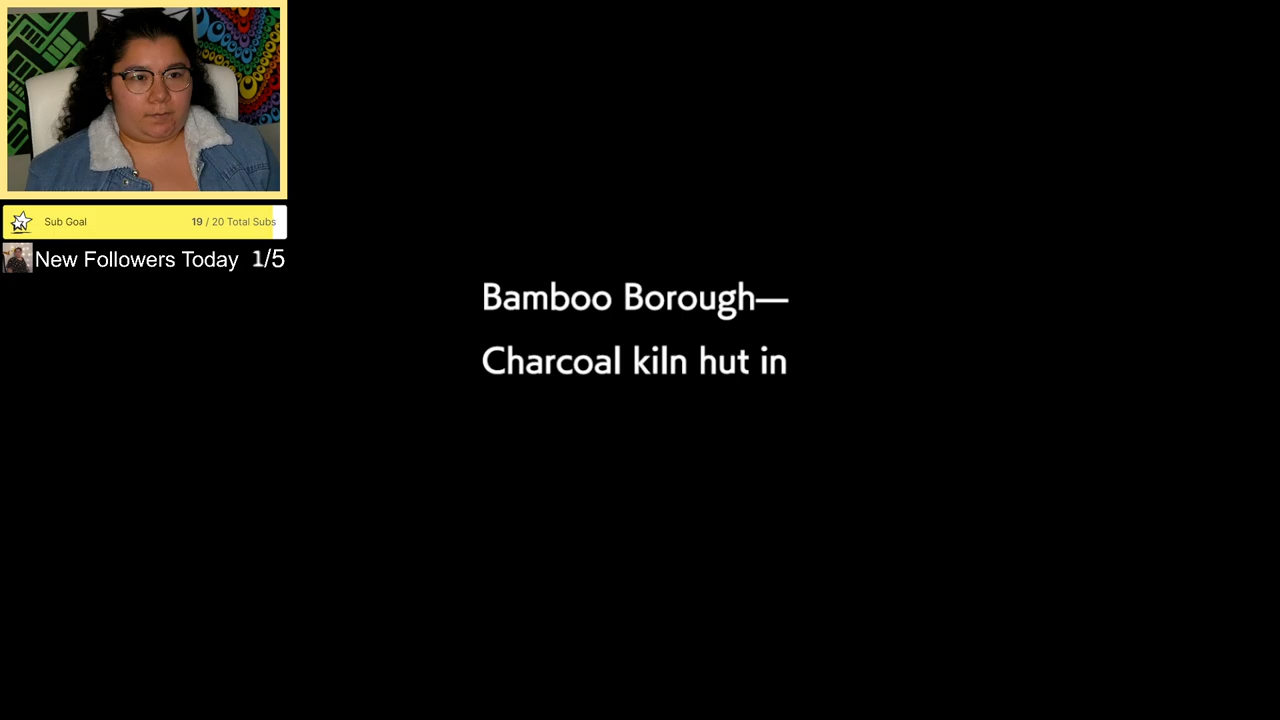 Sub Goal 19 / 20 Total Subs
New Followers Today 1/5
Bamboo Borough—
Charcoal kiln hut in